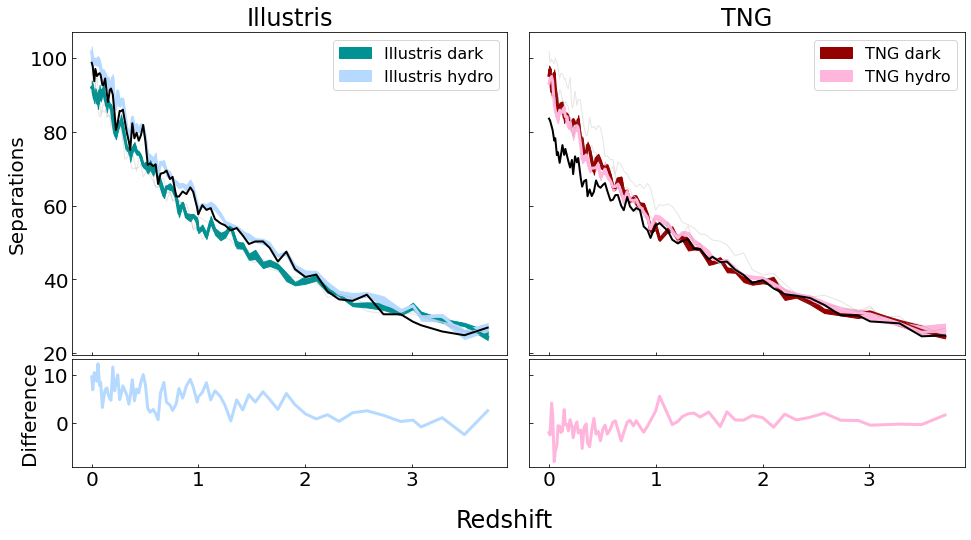 Illustris
TNG
Separations
100
80
60
40
20
Illustris dark
Illustris hydro
TNG dark
TNG hydro
Difference
10
0
0 1 2 3
0 1 2 3
Redshift